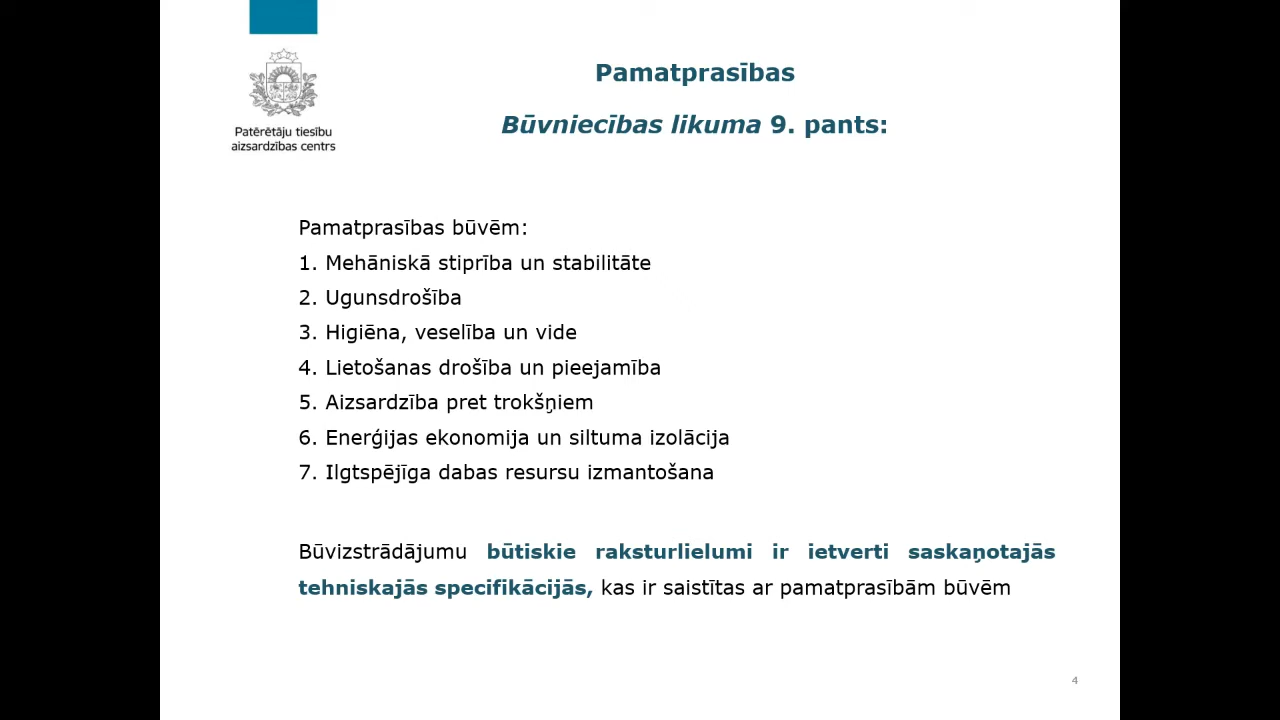 Patērētāju tiesību
aizsardzības centrs
Pamatprasības
Būvniecības likuma 9. pants:
Pamatprasības būvēm:
1. Mehāniskā stiprība un stabilitāte
2. Ugunsdrošība
3. Higiēna, veselība un vide
4. Lietošanas drošība un pieejamība
5. Aizsardzība pret trokšņiem
6. Enerģijas ekonomija un siltuma izolācija
7. Ilgtspējīga dabas resursu izmantošana
Būvizstrādājumu būtiskie raksturlielumi ir ietverti saskaņotajās
tehniskajās specifikācijās, kas ir saistītas ar pamatprasībām būvēm
4